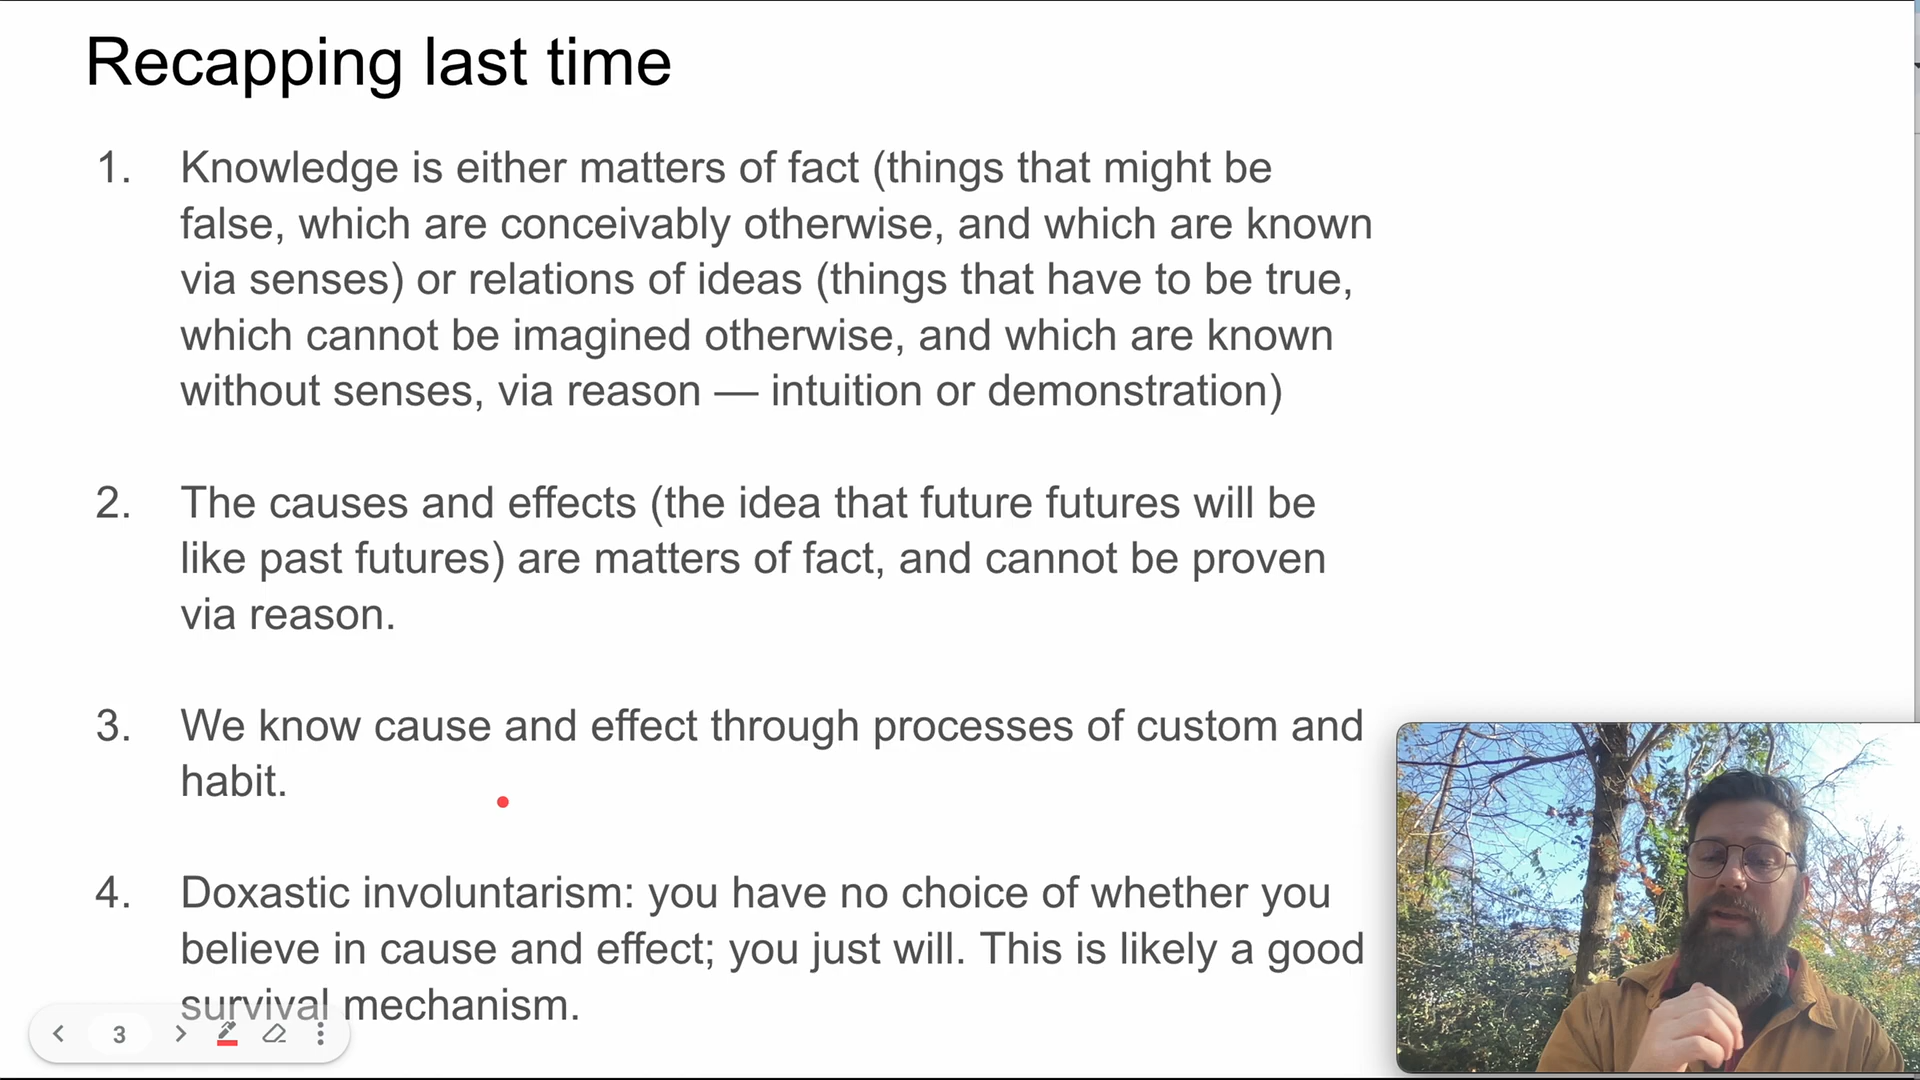 Recapping last time
1. Knowledge is either matters of fact (things that might be
false, which are conceivably otherwise, and which are known
via senses) or relations of ideas (things that have to be true,
which cannot be imagined otherwise, and which are known
without senses, via reason — intuition or demonstration)
2. The causes and effects (the idea that future futures will be
like past futures) are matters of fact, and cannot be proven
via reason.
3. We know cause and effect through processes of custom and
habit.
4. Doxastic involuntarism: you have no choice of whether you
believe in cause and effect; you just will. This is likely a good
survival mechanism.
3